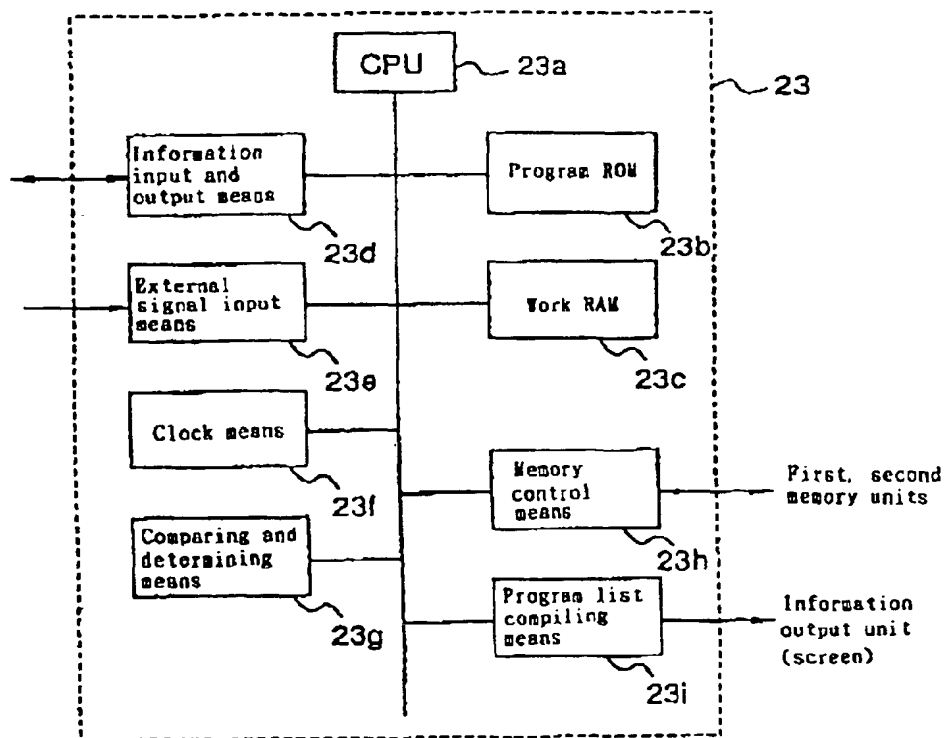 CPU
23a
23
Information
input and
output means
23d
Program ROM
23b
External
signal input
means
23e
Work RAM
23c
Clock means
23f
Memory
control
means
23h
First, second
memory units
Comparing and
determining
means
23g
Program list
compiling
means
23i
Information
output unit
(screen)